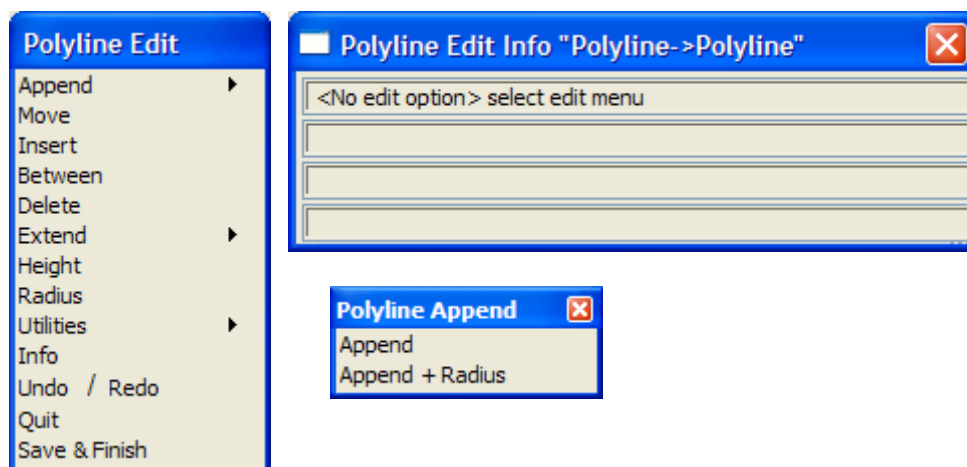 Polyline Edit
Append
Move
Insert
Between
Delete
Extend
Height
Radius
Utilities
Info
Undo / Redo
Quit
Save & Finish
Polyline Edit Info "Polyline->Polyline"
<No edit option> select edit menu
Polyline Append
Append
Append + Radius